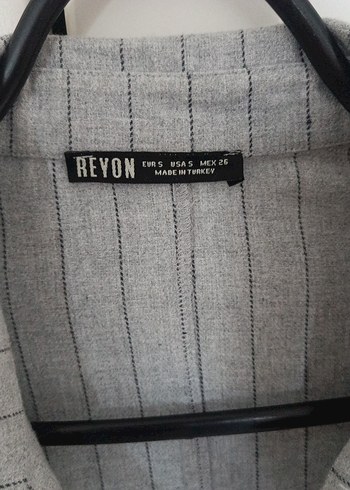 REYON
EUR S USA S MEX 26
MADE IN TURKEY